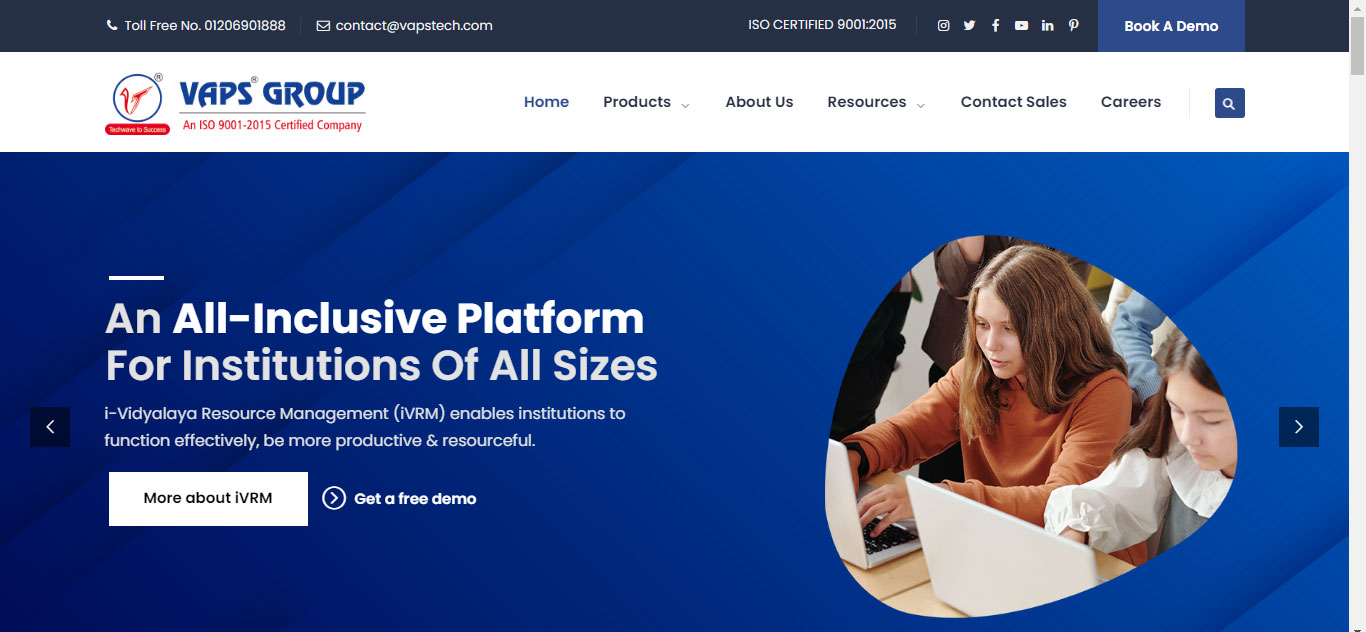 Toll Free No. 01206901888
contact@vapstech.com
ISO CERTIFIED 9001:2015
Book A Demo
VAPS® GROUP
An ISO 9001-2015 Certified Company
®
Techwave to Success
Home
Products
About Us
Resources
Contact Sales
Careers
An All-Inclusive Platform
For Institutions Of All Sizes
i-Vidyalaya Resource Management (iVRM) enables institutions to
function effectively, be more productive & resourceful.
More about iVRM
Get a free demo